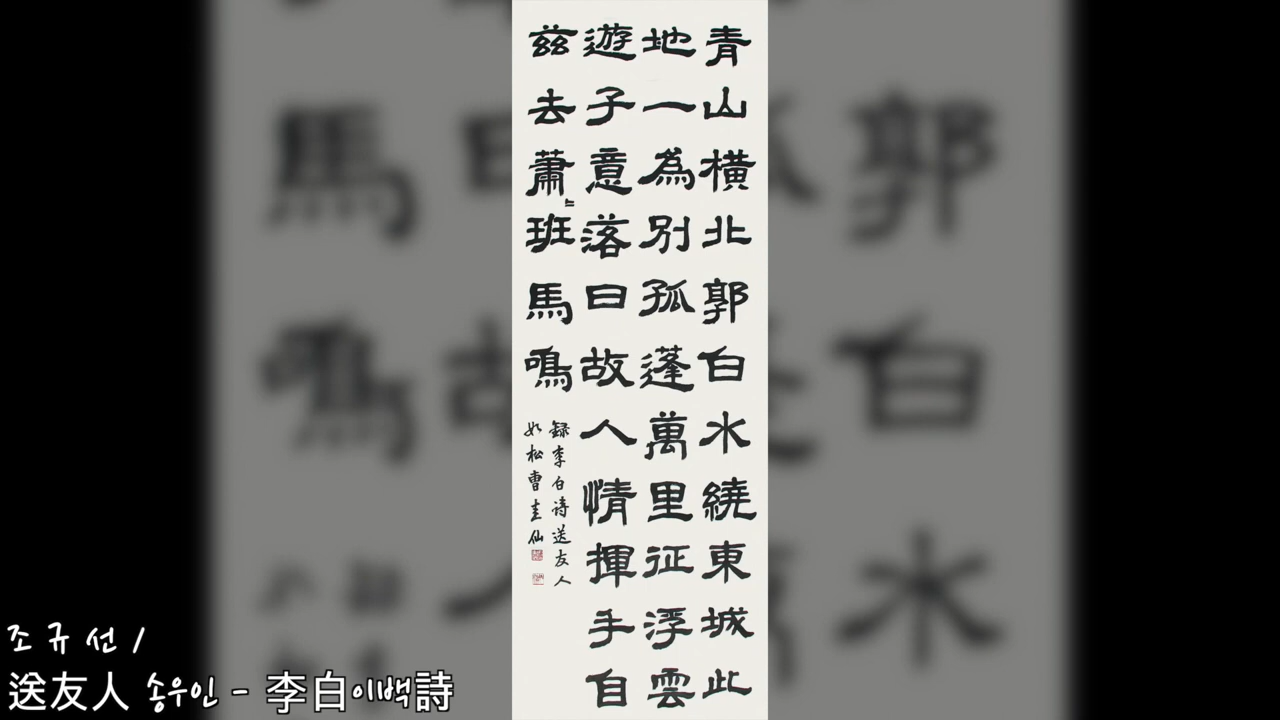 青山橫北郭白水繞東城此
地一為別孤蓬萬里征浮雲
遊子意落日故人情揮手自
兹去蕭〻班馬鳴
録李白詩送友人
如松曹圭仙
조규선 /
送友人 송우인 - 李白이백詩